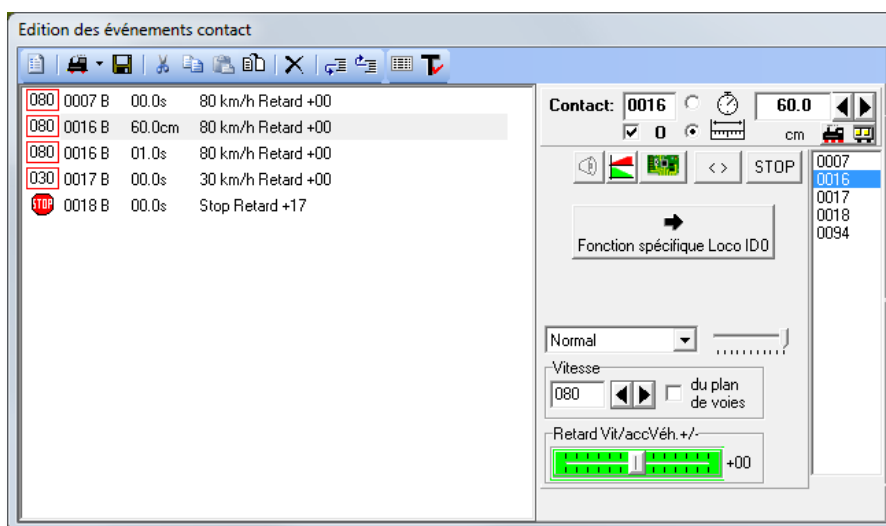 Edition des événements contact
080 0007 B 00.0s 80 km/h Retard +00
080 0016 B 60.0cm 80 km/h Retard +00
080 0016 B 01.0s 80 km/h Retard +00
030 0017 B 00.0s 30 km/h Retard +00
STOP 0018 B 00.0s Stop Retard +17
Contact: 0016 60.0
0 cm
< > STOP
0007
0016
0017
0018
0094
Fonction spécifique Loco ID0
Normal
Vitesse
080 du plan
de voies
Retard Vit/accVéh.+/-
+00